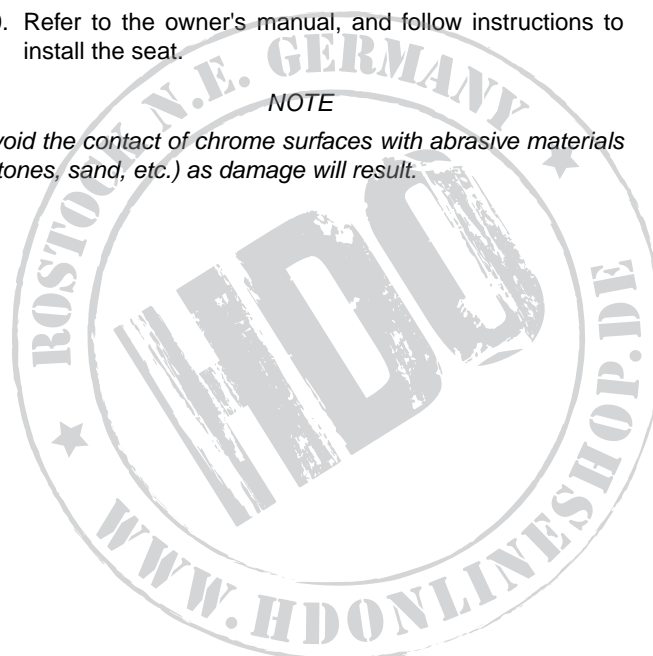 . Refer to the owner's manual, and follow instructions to
install the seat.
NOTE
void the contact of chrome surfaces with abrasive materials
tones, sand, etc.) as damage will result.
ROSTOCK N.E. GERMANY
HDO
WWW.HDONLINESHOP.DE